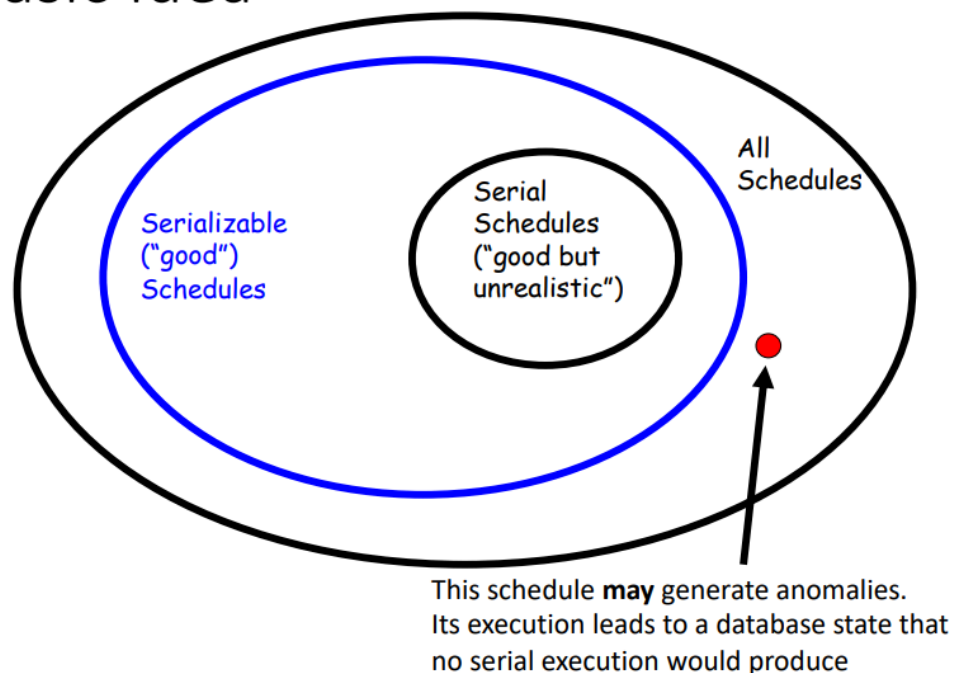 Serializable
("good")
Schedules
Serial
Schedules
("good but
unrealistic")
All
Schedules
This schedule may generate anomalies.
Its execution leads to a database state that
no serial execution would produce